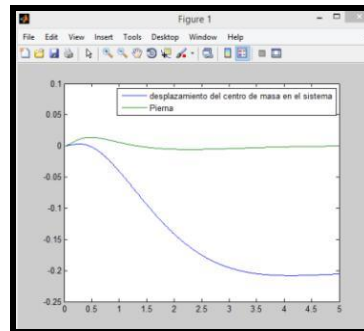 Figure 1
File Edit View Insert Tools Desktop Window Help
desplazamiento del centro de masa en el sistema
Pierna
0.1
0.05
0
-0.05
-0.1
-0.15
-0.2
-0.25
0 0.5 1 1.5 2 2.5 3 3.5 4 4.5 5